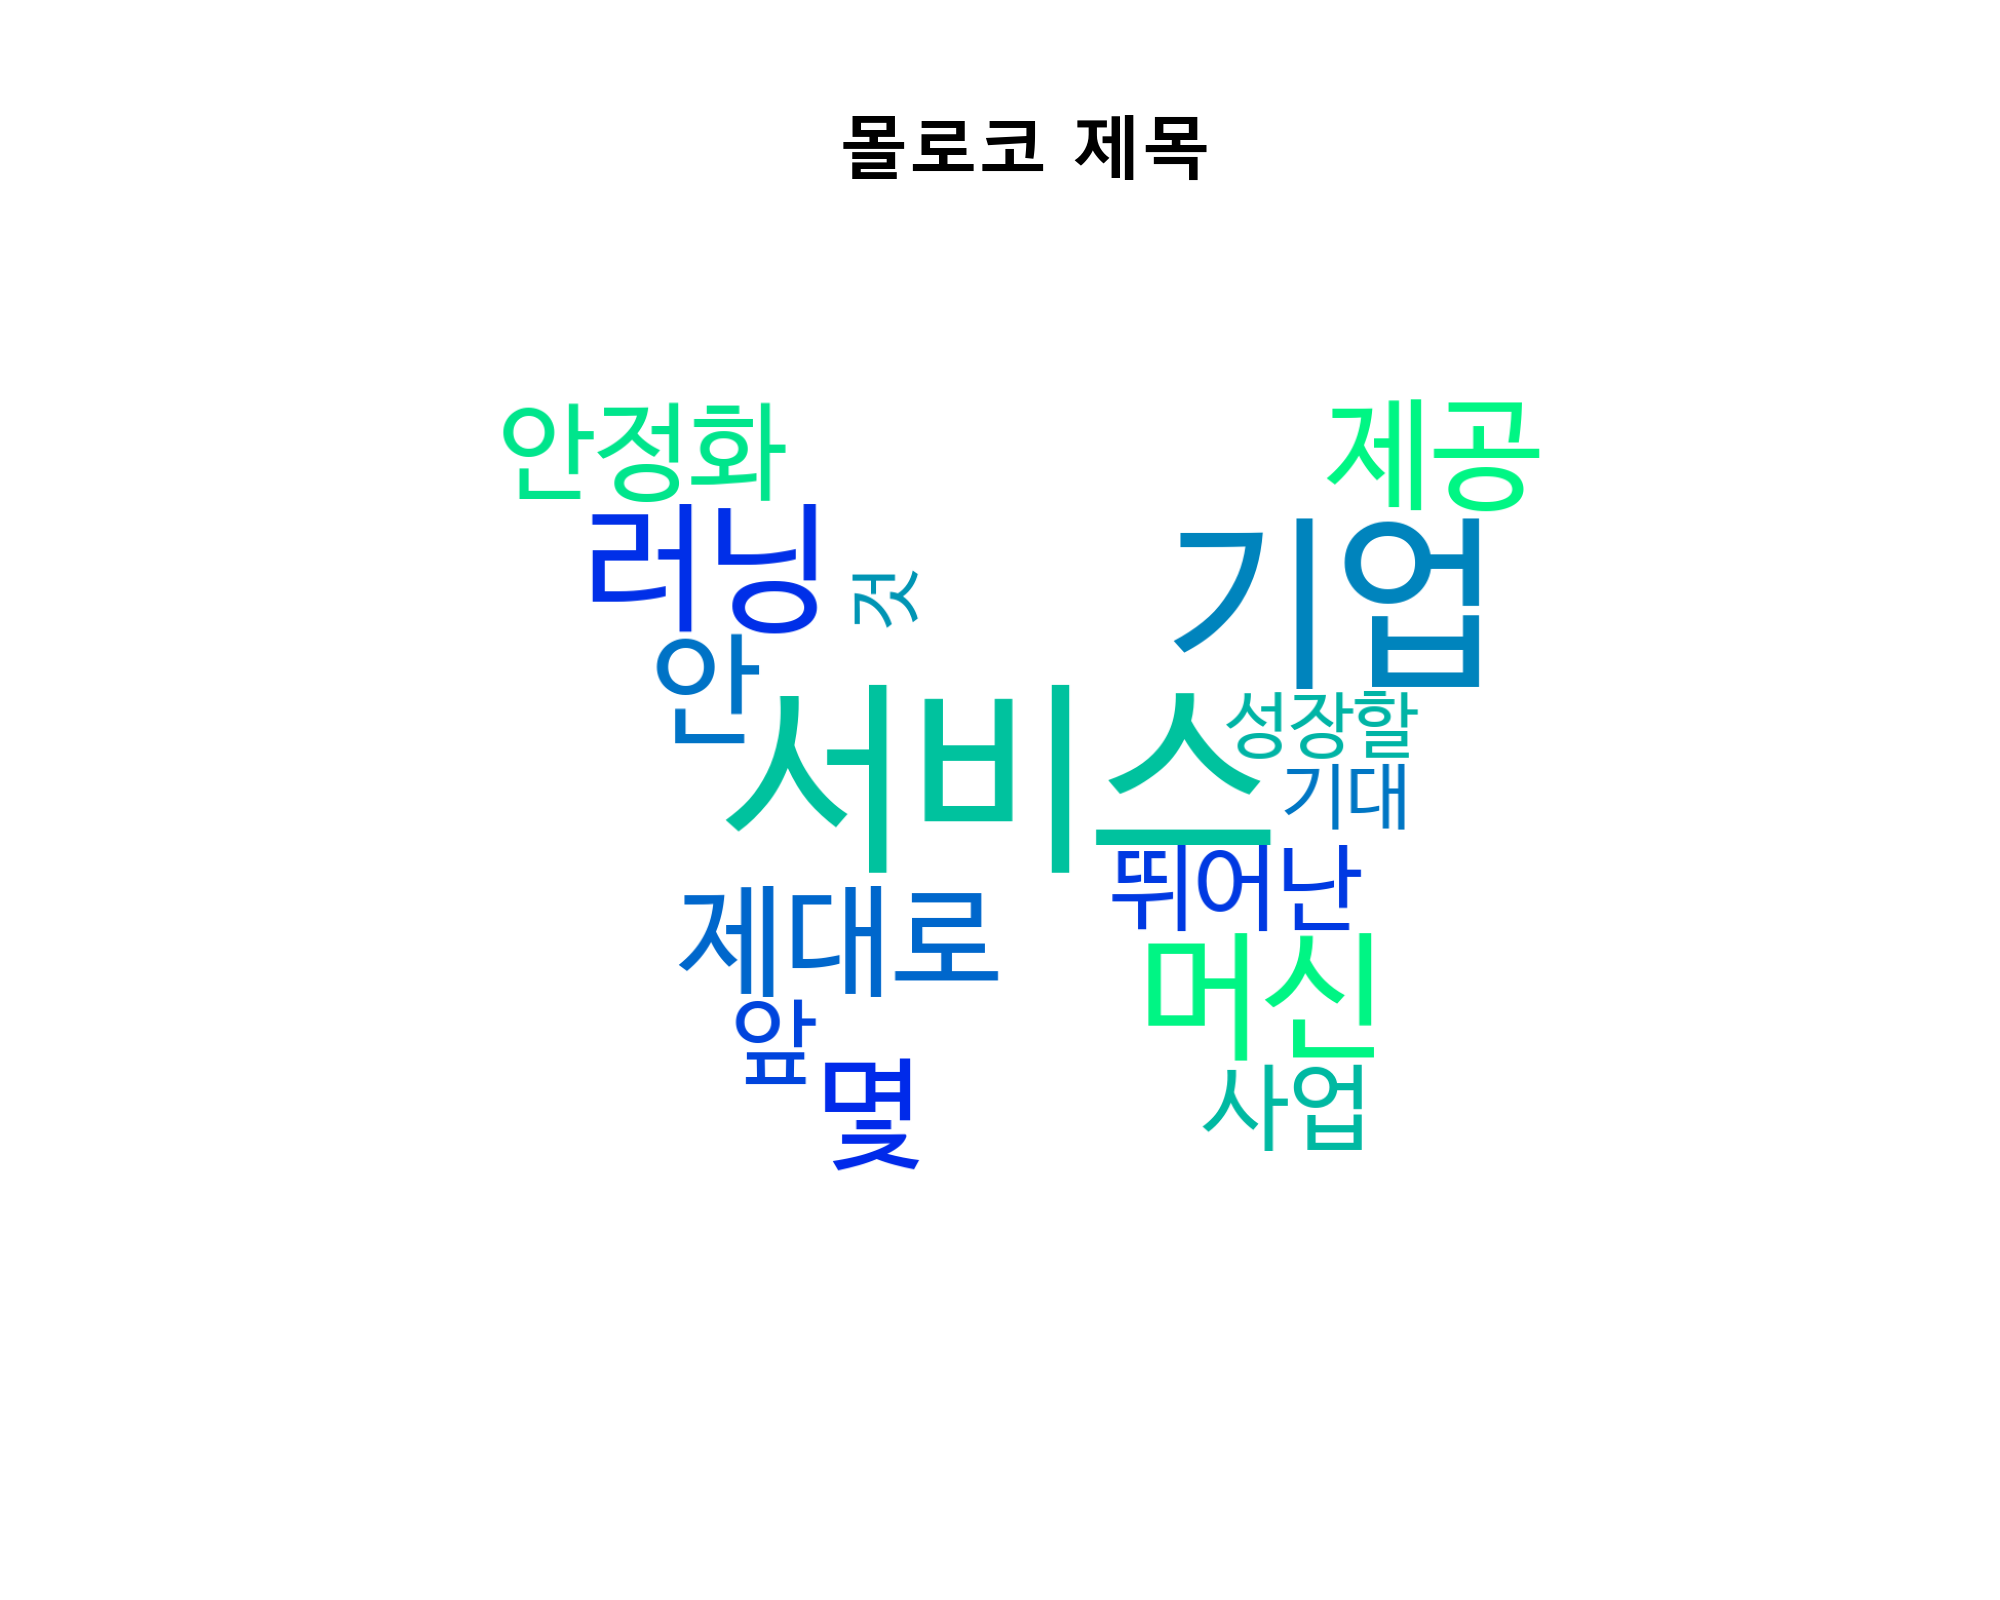 몰로코 제목
안정화
제공
러닝
기업
것
안
서비스
성장할
기대
뛰어난
제대로
머신
앞
사업
몇